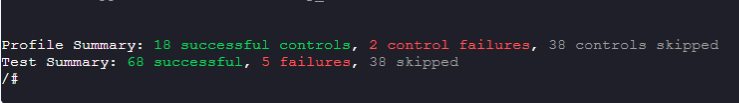 Profile Summary: 18 successful controls, 2 control failures, 38 controls skipped
Test Summary: 68 successful, 5 failures, 38 skipped
/#